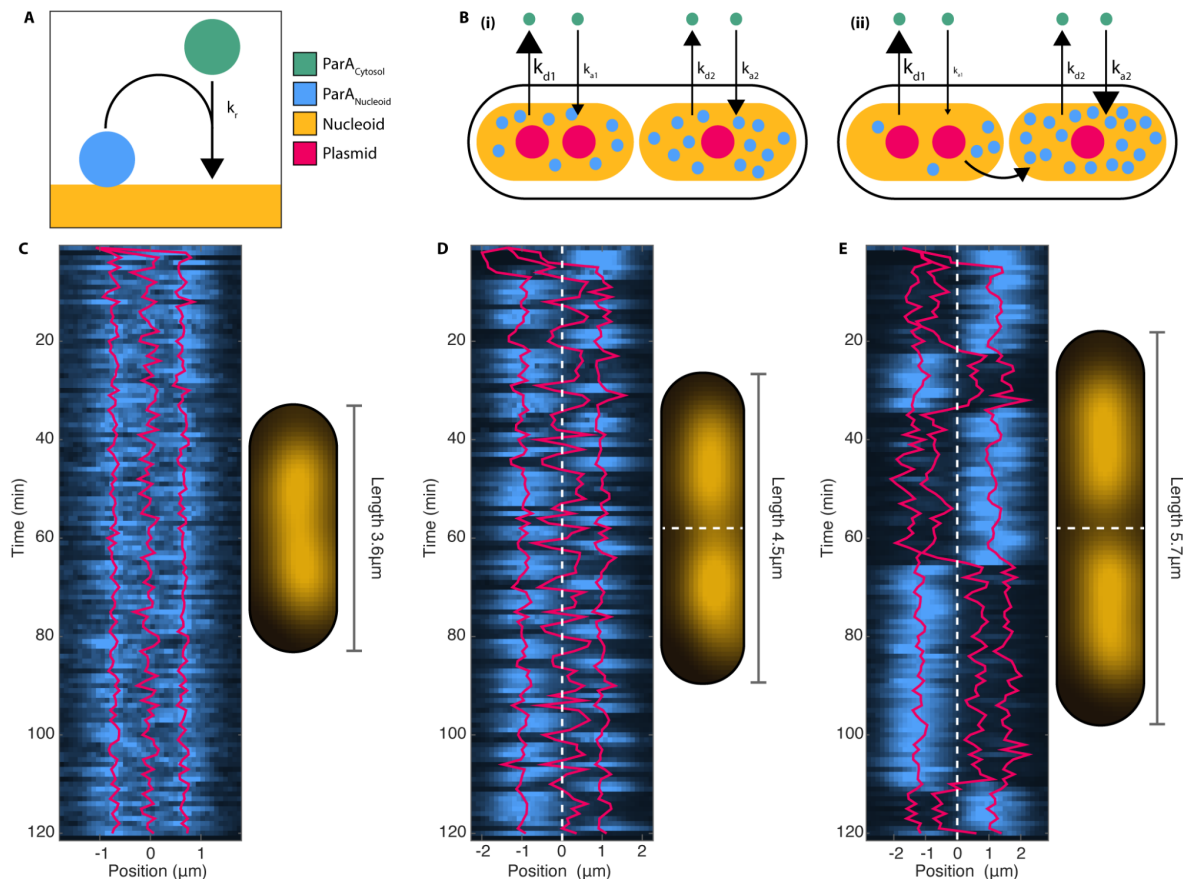 A
k_r
ParA_Cytosol
ParA_Nucleoid
Nucleoid
Plasmid
B (i)
k_d1
k_a1
k_d2
k_a2
(ii)
k_d1
k_a1
k_d2
k_a2
C
Time (min)
20
40
60
80
100
120
-1 0 1
Position (µm)
Length 3.6µm
D
Time (min)
20
40
60
80
100
120
-2 -1 0 1 2
Position (µm)
Length 4.5µm
E
Time (min)
20
40
60
80
100
120
-2 -1 0 1 2
Position (µm)
Length 5.7µm